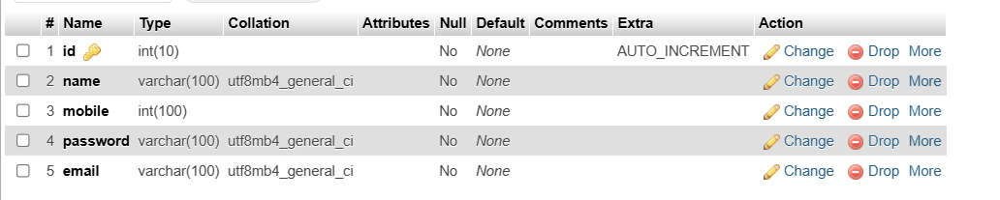 # Name Type Collation Attributes Null Default Comments Extra Action
1 id int(10) No None AUTO_INCREMENT Change Drop More
2 name varchar(100) utf8mb4_general_ci No None Change Drop More
3 mobile int(100) No None Change Drop More
4 password varchar(100) utf8mb4_general_ci No None Change Drop More
5 email varchar(100) utf8mb4_general_ci No None Change Drop More